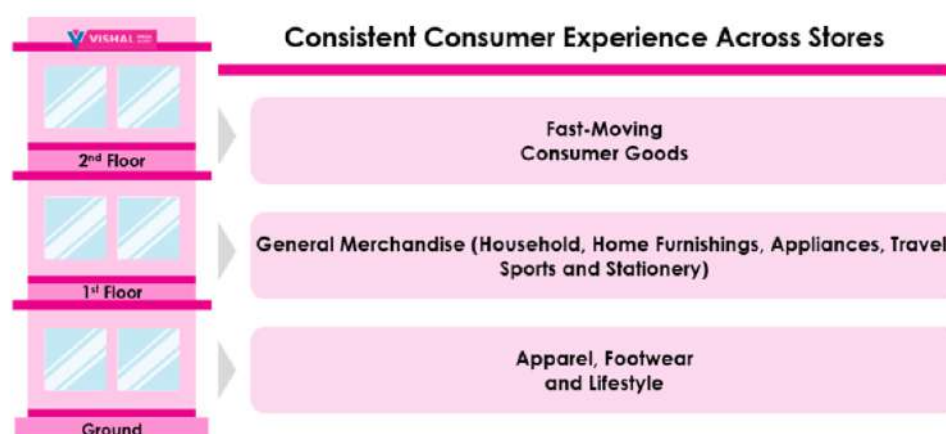 VISHAL
Consistent Consumer Experience Across Stores
Fast-Moving
Consumer Goods
2nd Floor
General Merchandise (Household, Home Furnishings, Appliances, Travel
Sports and Stationery)
1st Floor
Apparel, Footwear
and Lifestyle
Ground